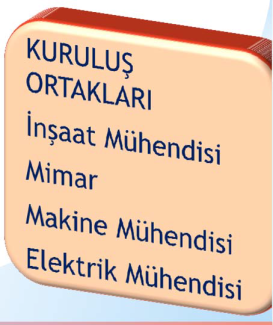 KURULUŞ
ORTAKLARI
İnşaat Mühendisi
Mimar
Makine Mühendisi
Elektrik Mühendisi